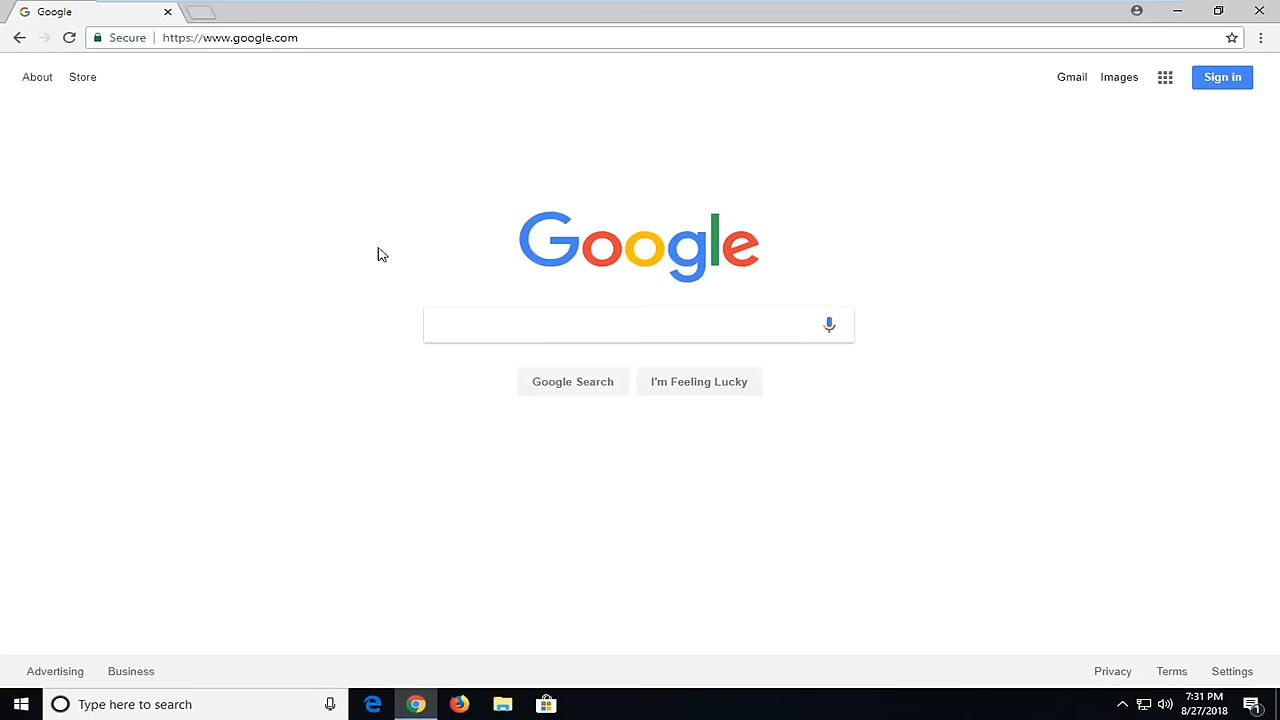 Google
Secure https://www.google.com
About Store
Gmail Images Sign in
Google
Google Search I'm Feeling Lucky
Advertising Business
Privacy Terms Settings
Type here to search
7:31 PM
8/27/2018
1